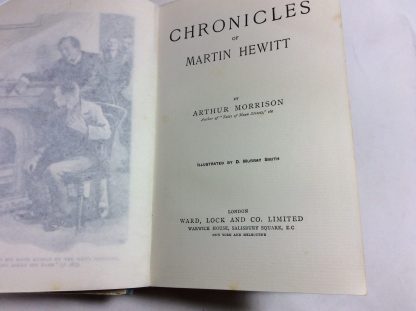 CHRONICLES
OF
MARTIN HEWITT
BY
ARTHUR MORRISON
Author of "Tales of Mean Streets," etc
ILLUSTRATED BY D. MURRAY SMITH
LONDON
WARD, LOCK AND CO. LIMITED
WARWICK HOUSE, SALISBURY SQUARE, E.C
NEW YORK AND MELBOURNE